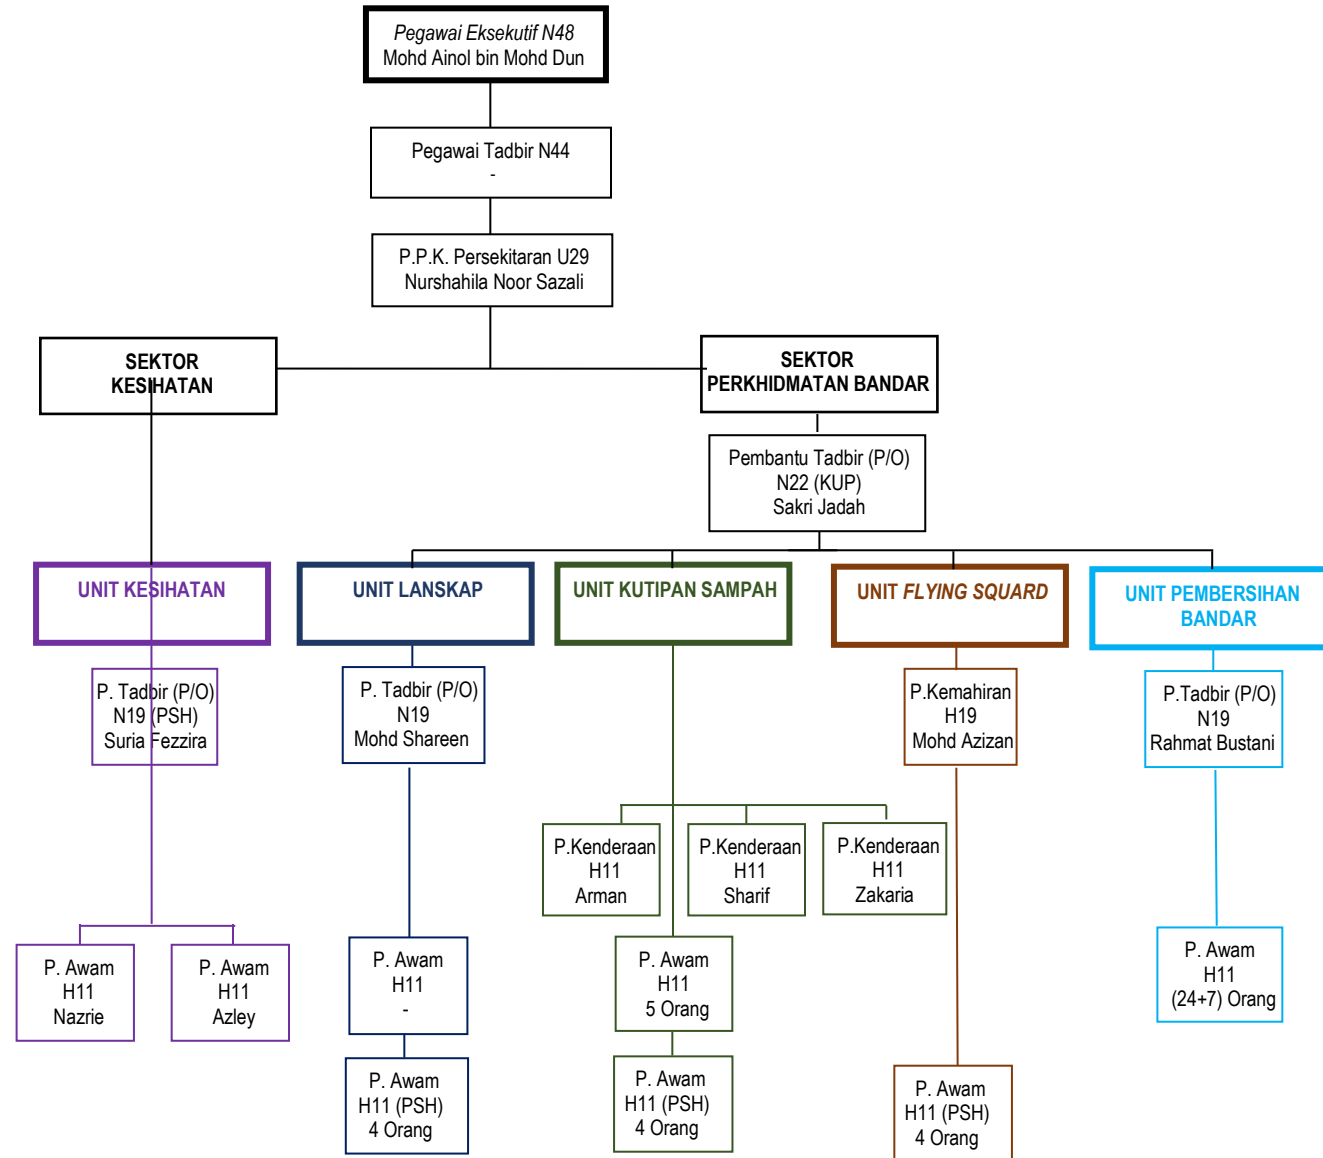 Pegawai Eksekutif N48
Mohd Ainol bin Mohd Dun
Pegawai Tadbir N44
-
P.P.K. Persekitaran U29
Nurshahila Noor Sazali
SEKTOR
KESIHATAN
SEKTOR
PERKHIDMATAN BANDAR
Pembantu Tadbir (P/O)
N22 (KUP)
Sakri Jadah
UNIT KESIHATAN
UNIT LANSKAP
UNIT KUTIPAN SAMPAH
UNIT FLYING SQUARD
UNIT PEMBERSIHAN
BANDAR
P. Tadbir (P/O)
N19 (PSH)
Suria Fezzira
P. Tadbir (P/O)
N19
Mohd Shareen
P.Kemahiran
H19
Mohd Azizan
P.Tadbir (P/O)
N19
Rahmat Bustani
P.Kenderaan
H11
Arman
P.Kenderaan
H11
Sharif
P.Kenderaan
H11
Zakaria
P. Awam
H11
Nazrie
P. Awam
H11
Azley
P. Awam
H11
-
P. Awam
H11
5 Orang
P. Awam
H11
(24+7) Orang
P. Awam
H11 (PSH)
4 Orang
P. Awam
H11 (PSH)
4 Orang
P. Awam
H11 (PSH)
4 Orang